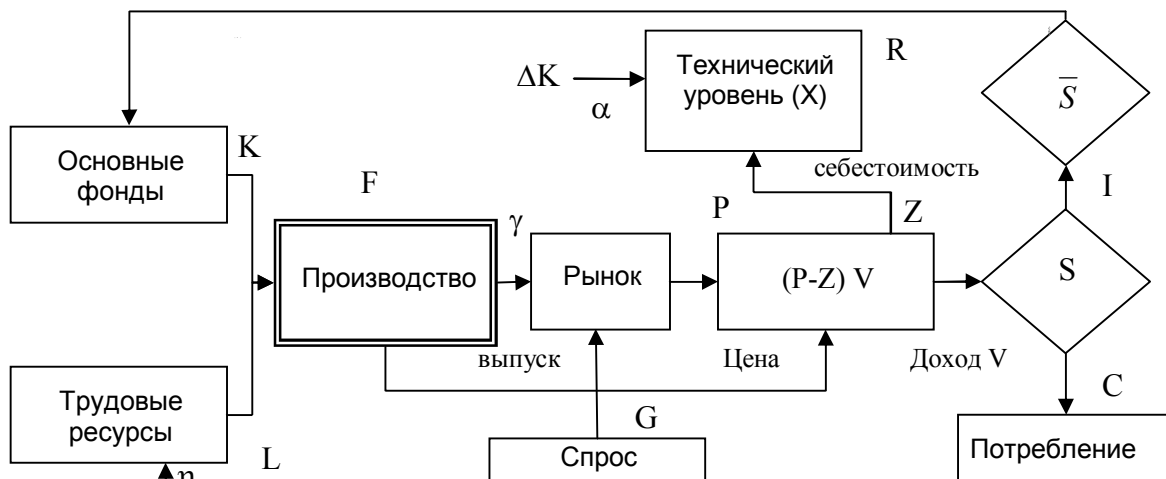 R
S̅
Технический
уровень (X)
ΔK
α
Основные
фонды
K
себестоимость
I
F
P
Z
γ
Производство
Рынок
(P-Z) V
S
выпуск
Цена
Доход V
C
Трудовые
ресурсы
G
L
Спрос
Потребление
η